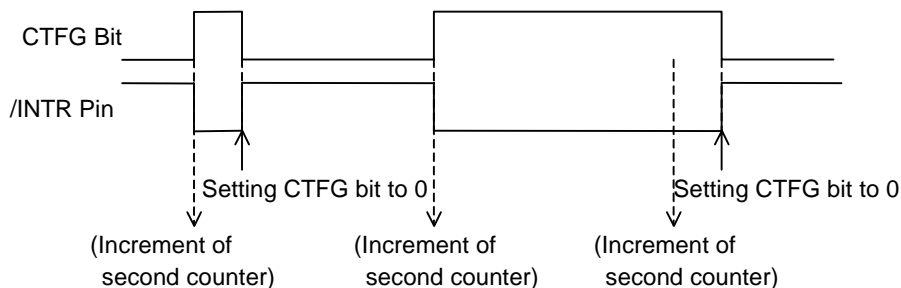 CTFG Bit
/INTR Pin
Setting CTFG bit to 0
Setting CTFG bit to 0
(Increment of
second counter)
(Increment of
second counter)
(Increment of
second counter)